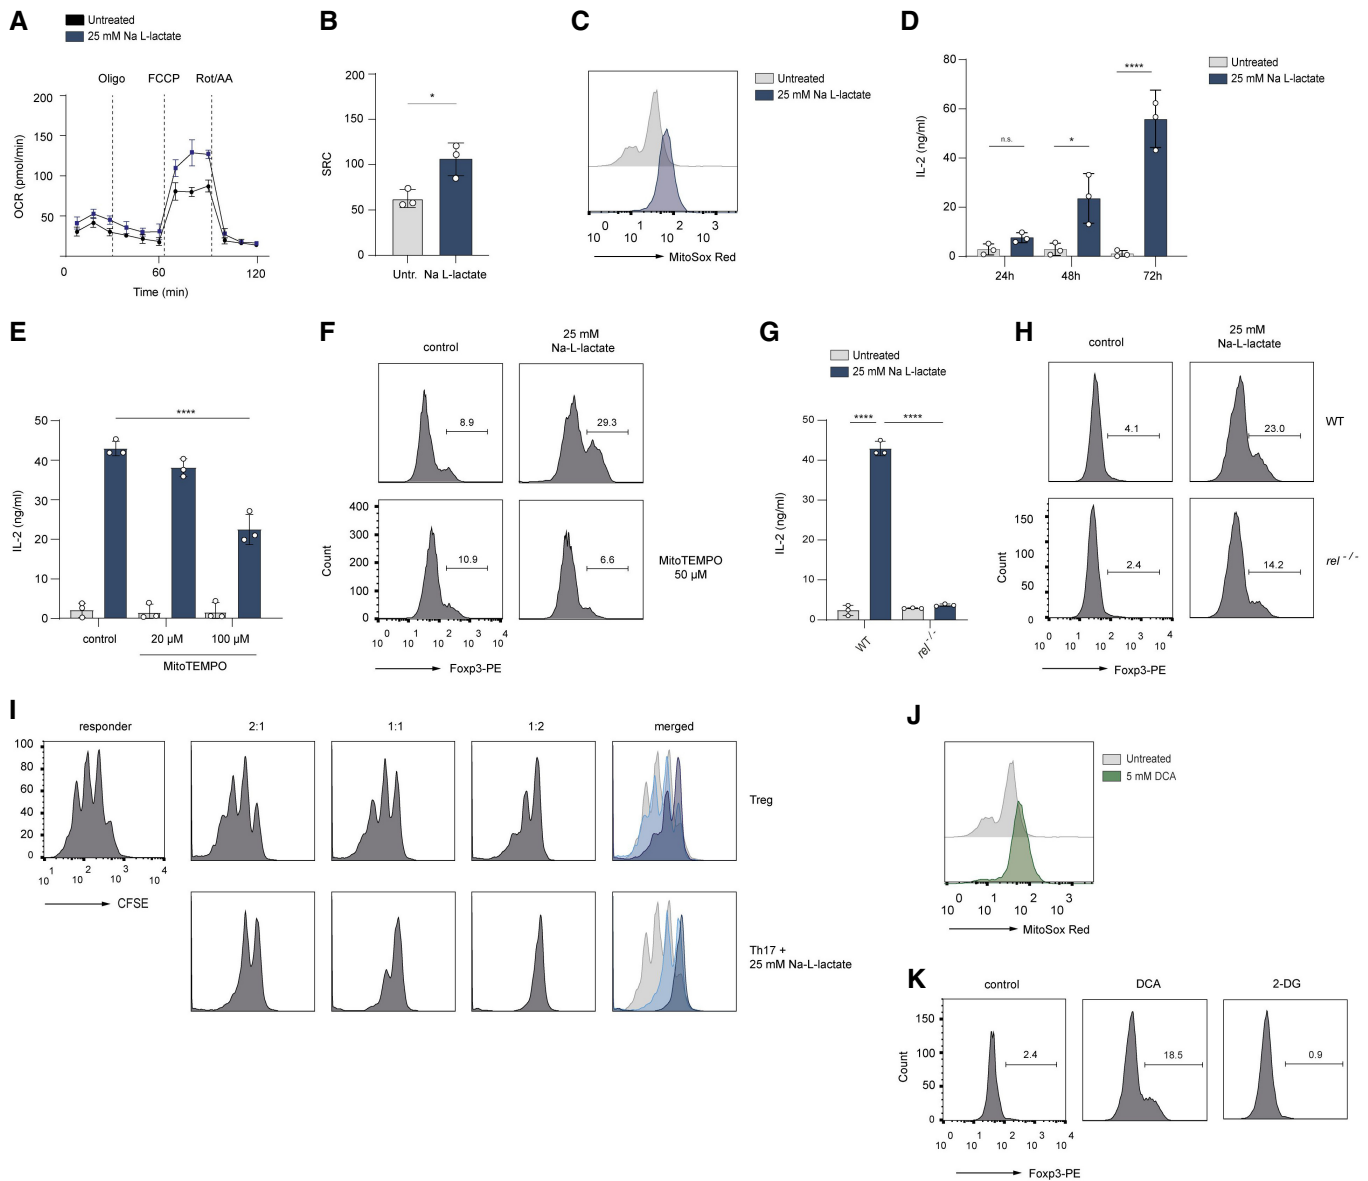 A
Untreated
25 mM Na L-lactate
Oligo FCCP Rot/AA
OCR (pmol/min)
200
150
100
50
0 60 120
Time (min)
B
SRC
200
150
100
50
0
*
Untr. Na L-lactate
C
Untreated
25 mM Na L-lactate
10 0 10 1 10 2 10 3
MitoSox Red
D
Untreated
25 mM Na L-lactate
IL-2 (ng/ml)
80
60
40
20
0
n.s. * ****
24h 48h 72h
E
IL-2 (ng/ml)
50
40
30
20
10
0
****
control 20 µM 100 µM
MitoTEMPO
F
control
25 mM
Na-L-lactate
8.9
29.3
Count
400
300
200
100
0
10.9
6.6
MitoTEMPO
50 µM
0 10 1 10 2 10 3 10 4 10
Foxp3-PE
G
Untreated
25 mM Na L-lactate
IL-2 (ng/ml)
50
40
30
20
10
0
**** ****
WT rel -/-
H
control
25 mM
Na-L-lactate
4.1
23.0
WT
Count
150
100
50
0
2.4
14.2
rel -/-
0 10 1 10 2 10 3 10 4 10
Foxp3-PE
I
responder 2:1 1:1 1:2 merged
100
80
60
40
20
0
10 1 10 2 10 3 10 4
CFSE
Treg
Th17 +
25 mM Na-L-lactate
J
Untreated
5 mM DCA
10 0 10 1 10 2 10 3
MitoSox Red
K
control DCA 2-DG
Count
150
100
50
0
2.4
18.5
0.9
0 10 1 10 2 10 3 10 4 10
Foxp3-PE